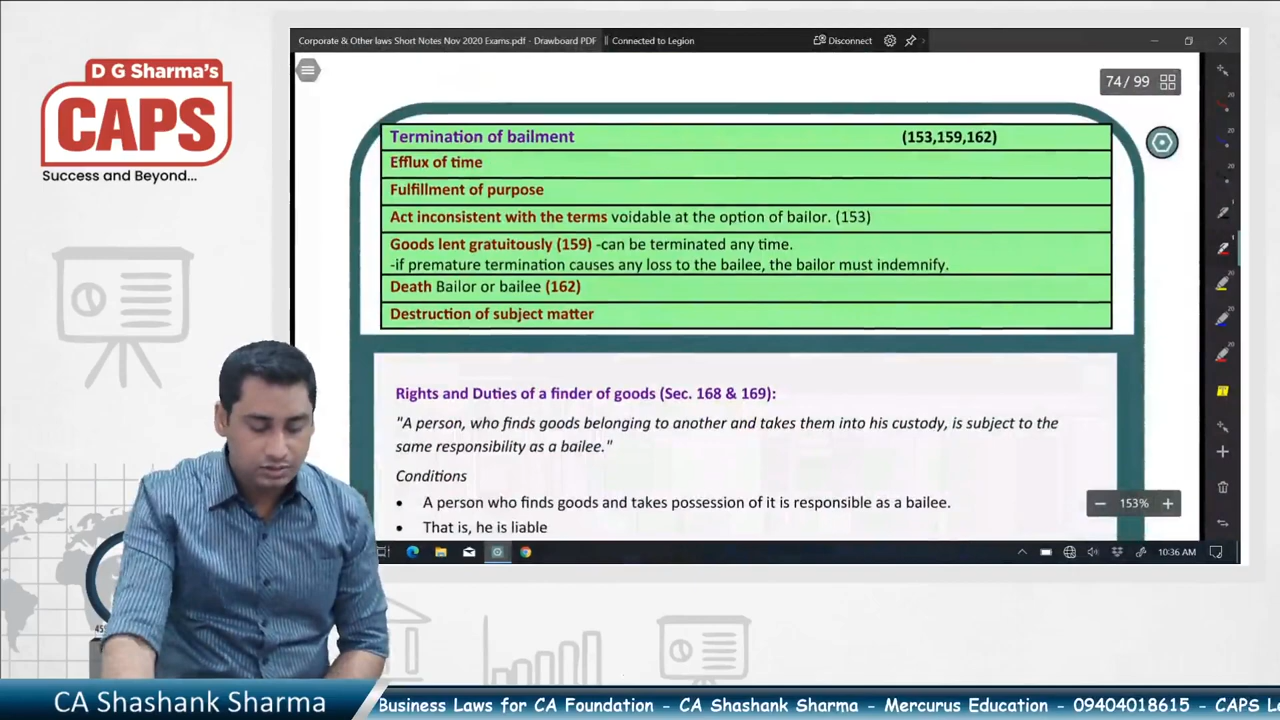 D G Sharma's
CAPS
Success and Beyond...
Corporate & Other laws Short Notes Nov 2020 Exams.pdf - Drawboard PDF
Connected to Legion
Disconnect
74 / 99
Termination of bailment (153,159,162)
Efflux of time
Fulfillment of purpose
Act inconsistent with the terms voidable at the option of bailor. (153)
Goods lent gratuitously (159) -can be terminated any time.
-if premature termination causes any loss to the bailee, the bailor must indemnify.
Death Bailor or bailee (162)
Destruction of subject matter
Rights and Duties of a finder of goods (Sec. 168 & 169):
"A person, who finds goods belonging to another and takes them into his custody, is subject to the
same responsibility as a bailee."
Conditions
• A person who finds goods and takes possession of it is responsible as a bailee.
• That is, he is liable
153%
10:36 AM
CA Shashank Sharma
Business Laws for CA Foundation - CA Shashank Sharma - Mercurus Education - 09404018615 - CAPS L